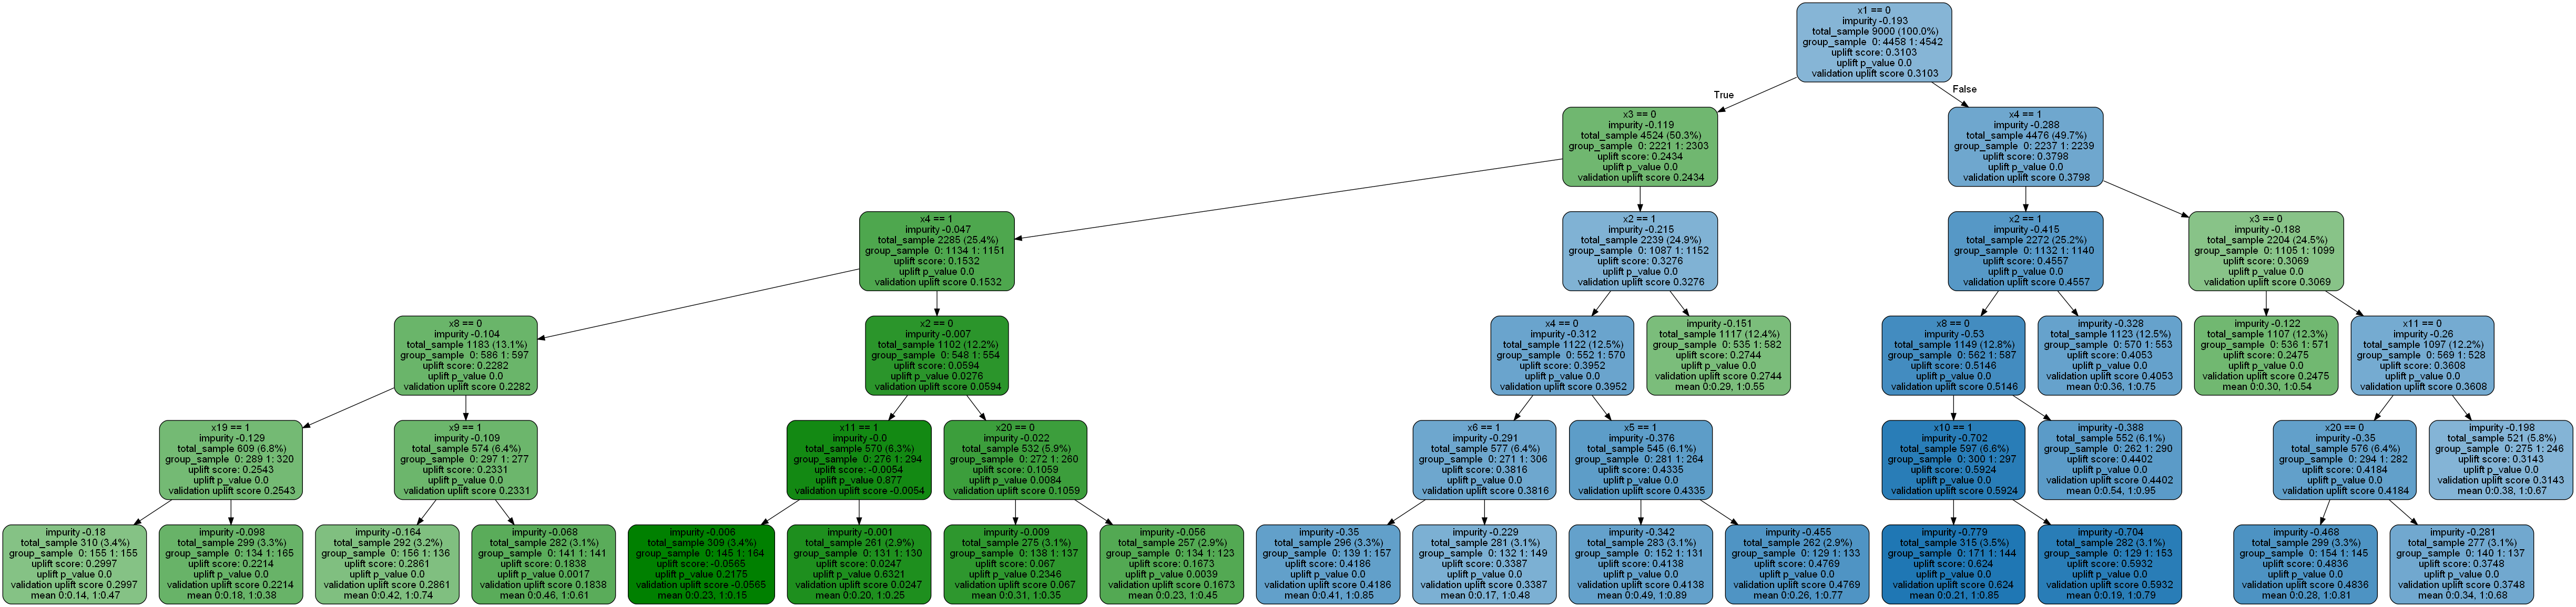 x1 == 0
impurity -0.193
total_sample 9000 (100.0%)
group_sample 0: 4458 1: 4542
uplift score: 0.3103
uplift p_value 0.0
validation uplift score 0.3103
True
False
x3 == 0
impurity -0.119
total_sample 4524 (50.3%)
group_sample 0: 2221 1: 2303
uplift score: 0.2434
uplift p_value 0.0
validation uplift score 0.2434
x4 == 1
impurity -0.288
total_sample 4476 (49.7%)
group_sample 0: 2237 1: 2239
uplift score: 0.3798
uplift p_value 0.0
validation uplift score 0.3798
x4 == 1
impurity -0.047
total_sample 2285 (25.4%)
group_sample 0: 1134 1: 1151
uplift score: 0.1532
uplift p_value 0.0
validation uplift score 0.1532
x2 == 1
impurity -0.215
total_sample 2239 (24.9%)
group_sample 0: 1087 1: 1152
uplift score: 0.3276
uplift p_value 0.0
validation uplift score 0.3276
x2 == 1
impurity -0.415
total_sample 2272 (25.2%)
group_sample 0: 1132 1: 1140
uplift score: 0.4557
uplift p_value 0.0
validation uplift score 0.4557
x3 == 0
impurity -0.188
total_sample 2204 (24.5%)
group_sample 0: 1105 1: 1099
uplift score: 0.3069
uplift p_value 0.0
validation uplift score 0.3069
x8 == 0
impurity -0.104
total_sample 1183 (13.1%)
group_sample 0: 586 1: 597
uplift score: 0.2282
uplift p_value 0.0
validation uplift score 0.2282
x2 == 0
impurity -0.007
total_sample 1102 (12.2%)
group_sample 0: 548 1: 554
uplift score: 0.0594
uplift p_value 0.0276
validation uplift score 0.0594
x4 == 0
impurity -0.312
total_sample 1122 (12.5%)
group_sample 0: 552 1: 570
uplift score: 0.3952
uplift p_value 0.0
validation uplift score 0.3952
impurity -0.151
total_sample 1117 (12.4%)
group_sample 0: 535 1: 582
uplift score: 0.2744
uplift p_value 0.0
validation uplift score 0.2744
mean 0:0.29, 1:0.55
x8 == 0
impurity -0.53
total_sample 1149 (12.8%)
group_sample 0: 562 1: 587
uplift score: 0.5146
uplift p_value 0.0
validation uplift score 0.5146
impurity -0.328
total_sample 1123 (12.5%)
group_sample 0: 570 1: 553
uplift score: 0.4053
uplift p_value 0.0
validation uplift score 0.4053
mean 0:0.36, 1:0.75
impurity -0.122
total_sample 1107 (12.3%)
group_sample 0: 536 1: 571
uplift score: 0.2475
uplift p_value 0.0
validation uplift score 0.2475
mean 0:0.30, 1:0.54
x11 == 0
impurity -0.26
total_sample 1097 (12.2%)
group_sample 0: 569 1: 528
uplift score: 0.3608
uplift p_value 0.0
validation uplift score 0.3608
x19 == 1
impurity -0.129
total_sample 609 (6.8%)
group_sample 0: 289 1: 320
uplift score: 0.2543
uplift p_value 0.0
validation uplift score 0.2543
x9 == 1
impurity -0.109
total_sample 574 (6.4%)
group_sample 0: 297 1: 277
uplift score: 0.2331
uplift p_value 0.0
validation uplift score 0.2331
x11 == 1
impurity -0.0
total_sample 570 (6.3%)
group_sample 0: 276 1: 294
uplift score: -0.0054
uplift p_value 0.877
validation uplift score -0.0054
x20 == 0
impurity -0.022
total_sample 532 (5.9%)
group_sample 0: 272 1: 260
uplift score: 0.1059
uplift p_value 0.0084
validation uplift score 0.1059
x6 == 1
impurity -0.291
total_sample 577 (6.4%)
group_sample 0: 271 1: 306
uplift score: 0.3816
uplift p_value 0.0
validation uplift score 0.3816
x5 == 1
impurity -0.376
total_sample 545 (6.1%)
group_sample 0: 281 1: 264
uplift score: 0.4335
uplift p_value 0.0
validation uplift score 0.4335
x10 == 1
impurity -0.702
total_sample 597 (6.6%)
group_sample 0: 300 1: 297
uplift score: 0.5924
uplift p_value 0.0
validation uplift score 0.5924
impurity -0.388
total_sample 552 (6.1%)
group_sample 0: 262 1: 290
uplift score: 0.4402
uplift p_value 0.0
validation uplift score 0.4402
mean 0:0.54, 1:0.95
x20 == 0
impurity -0.35
total_sample 576 (6.4%)
group_sample 0: 294 1: 282
uplift score: 0.4184
uplift p_value 0.0
validation uplift score 0.4184
impurity -0.198
total_sample 521 (5.8%)
group_sample 0: 275 1: 246
uplift score: 0.3143
uplift p_value 0.0
validation uplift score 0.3143
mean 0:0.38, 1:0.67
impurity -0.18
total_sample 310 (3.4%)
group_sample 0: 155 1: 155
uplift score: 0.2997
uplift p_value 0.0
validation uplift score 0.2997
mean 0:0.14, 1:0.47
impurity -0.098
total_sample 299 (3.3%)
group_sample 0: 134 1: 165
uplift score: 0.2214
uplift p_value 0.0
validation uplift score 0.2214
mean 0:0.18, 1:0.38
impurity -0.164
total_sample 292 (3.2%)
group_sample 0: 156 1: 136
uplift score: 0.2861
uplift p_value 0.0
validation uplift score 0.2861
mean 0:0.42, 1:0.74
impurity -0.068
total_sample 282 (3.1%)
group_sample 0: 141 1: 141
uplift score: 0.1838
uplift p_value 0.0017
validation uplift score 0.1838
mean 0:0.46, 1:0.61
impurity -0.006
total_sample 309 (3.4%)
group_sample 0: 145 1: 164
uplift score: -0.0565
uplift p_value 0.2175
validation uplift score -0.0565
mean 0:0.23, 1:0.15
impurity -0.001
total_sample 261 (2.9%)
group_sample 0: 131 1: 130
uplift score: 0.0247
uplift p_value 0.6321
validation uplift score 0.0247
mean 0:0.20, 1:0.25
impurity -0.009
total_sample 275 (3.1%)
group_sample 0: 138 1: 137
uplift score: 0.067
uplift p_value 0.2346
validation uplift score 0.067
mean 0:0.31, 1:0.35
impurity -0.056
total_sample 257 (2.9%)
group_sample 0: 134 1: 123
uplift score: 0.1673
uplift p_value 0.0039
validation uplift score 0.1673
mean 0:0.23, 1:0.45
impurity -0.35
total_sample 296 (3.3%)
group_sample 0: 139 1: 157
uplift score: 0.4186
uplift p_value 0.0
validation uplift score 0.4186
mean 0:0.41, 1:0.85
impurity -0.229
total_sample 281 (3.1%)
group_sample 0: 132 1: 149
uplift score: 0.3387
uplift p_value 0.0
validation uplift score 0.3387
mean 0:0.17, 1:0.48
impurity -0.342
total_sample 283 (3.1%)
group_sample 0: 152 1: 131
uplift score: 0.4138
uplift p_value 0.0
validation uplift score 0.4138
mean 0:0.49, 1:0.89
impurity -0.455
total_sample 262 (2.9%)
group_sample 0: 129 1: 133
uplift score: 0.4769
uplift p_value 0.0
validation uplift score 0.4769
mean 0:0.26, 1:0.77
impurity -0.779
total_sample 315 (3.5%)
group_sample 0: 171 1: 144
uplift score: 0.624
uplift p_value 0.0
validation uplift score 0.624
mean 0:0.21, 1:0.85
impurity -0.704
total_sample 282 (3.1%)
group_sample 0: 129 1: 153
uplift score: 0.5932
uplift p_value 0.0
validation uplift score 0.5932
mean 0:0.19, 1:0.79
impurity -0.468
total_sample 299 (3.3%)
group_sample 0: 154 1: 145
uplift score: 0.4836
uplift p_value 0.0
validation uplift score 0.4836
mean 0:0.28, 1:0.81
impurity -0.281
total_sample 277 (3.1%)
group_sample 0: 140 1: 137
uplift score: 0.3748
uplift p_value 0.0
validation uplift score 0.3748
mean 0:0.34, 1:0.68